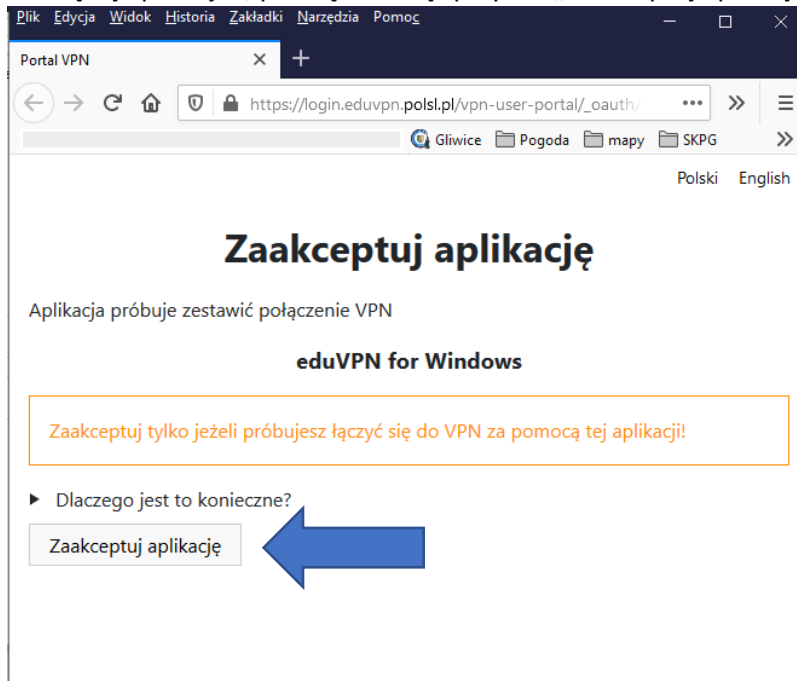 Plik Edycja Widok Historia Zakładki Narzędzia Pomoc
Portal VPN
https://login.eduvpn.polsl.pl/vpn-user-portal/_oauth/
Gliwice Pogoda mapy SKPG
Polski English
Zaakceptuj aplikację
Aplikacja próbuje zestawić połączenie VPN
eduVPN for Windows
Zaakceptuj tylko jeżeli próbujesz łączyć się do VPN za pomocą tej aplikacji!
Dlaczego jest to konieczne?
Zaakceptuj aplikację